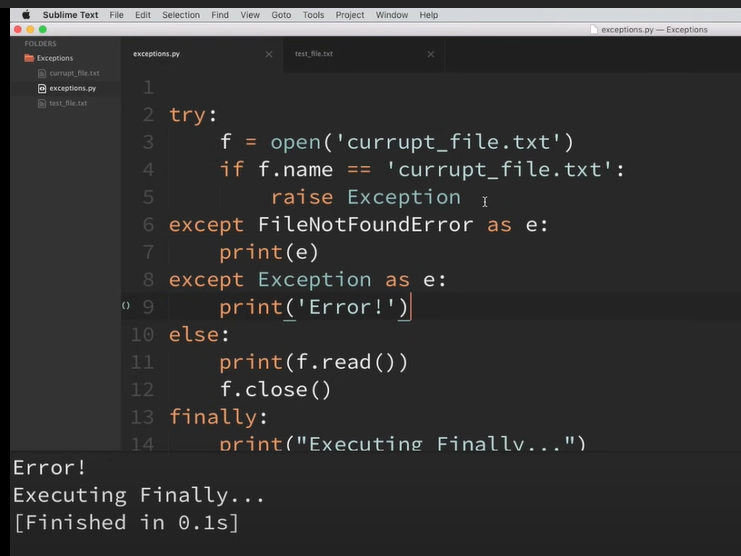 Sublime Text File Edit Selection Find View Goto Tools Project Window Help
exceptions.py — Exceptions
FOLDERS
Exceptions
currupt_file.txt
exceptions.py
test_file.txt
exceptions.py × test_file.txt ×
1
2 try:
3     f = open('currupt_file.txt')
4     if f.name == 'currupt_file.txt':
5         raise Exception
6 except FileNotFoundError as e:
7     print(e)
8 except Exception as e:
() 9     print('Error!')
10 else:
11     print(f.read())
12     f.close()
13 finally:
14     print("Executing Finally...")
Error!
Executing Finally...
[Finished in 0.1s]